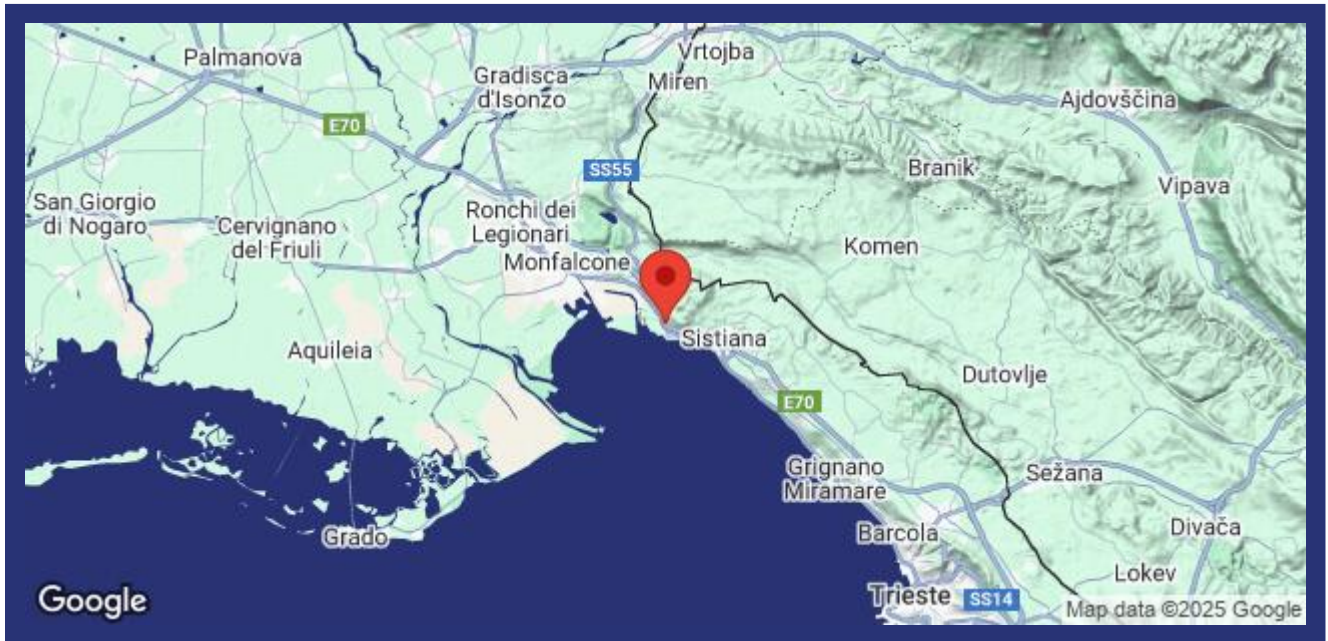 Palmanova
Vrtojba
Gradisca
d'Isonzo
Miren
Ajdovščina
E70
SS55
Branik
Vipava
San Giorgio
di Nogaro
Cervignano
del Friuli
Ronchi dei
Legionari
Komen
Monfalcone
Sistiana
Aquileia
Dutovlje
E70
Grignano
Miramare
Sežana
Grado
Barcola
Divača
Lokev
Google
Trieste
SS14
Map data ©2025 Google